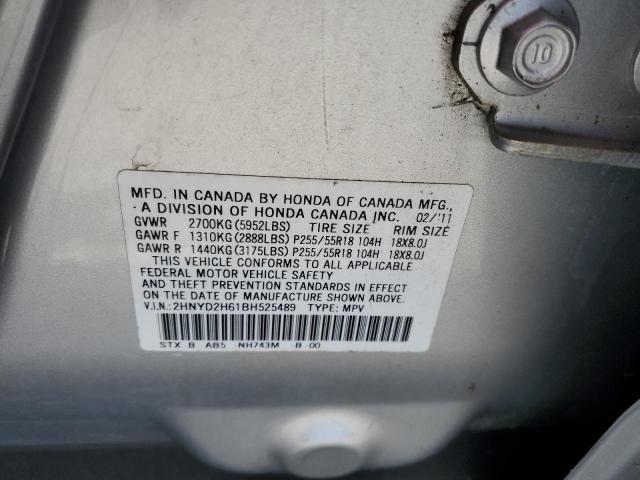 10
MFD. IN CANADA BY HONDA OF CANADA MFG.,
A DIVISION OF HONDA CANADA INC. 02/'11
GVWR 2700KG (5952LBS) TIRE SIZE RIM SIZE
GAWR F 1310KG (2888LBS) P255/55R18 104H 18X8.0J
GAWR R 1440KG (3175LBS) P255/55R18 104H 18X8.0J
THIS VEHICLE CONFORMS TO ALL APPLICABLE
FEDERAL MOTOR VEHICLE SAFETY
AND THEFT PREVENTION STANDARDS IN EFFECT
ON THE DATE OF MANUFACTURE SHOWN ABOVE.
V.I.N.:2HNYD2H61BH525489 TYPE: MPV
STX B AB5 NH743M B 00